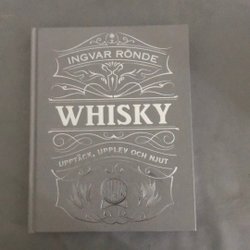 INGVAR RÖNDE
WHISKY
UPPTÄCK, UPPLEV OCH NJUT